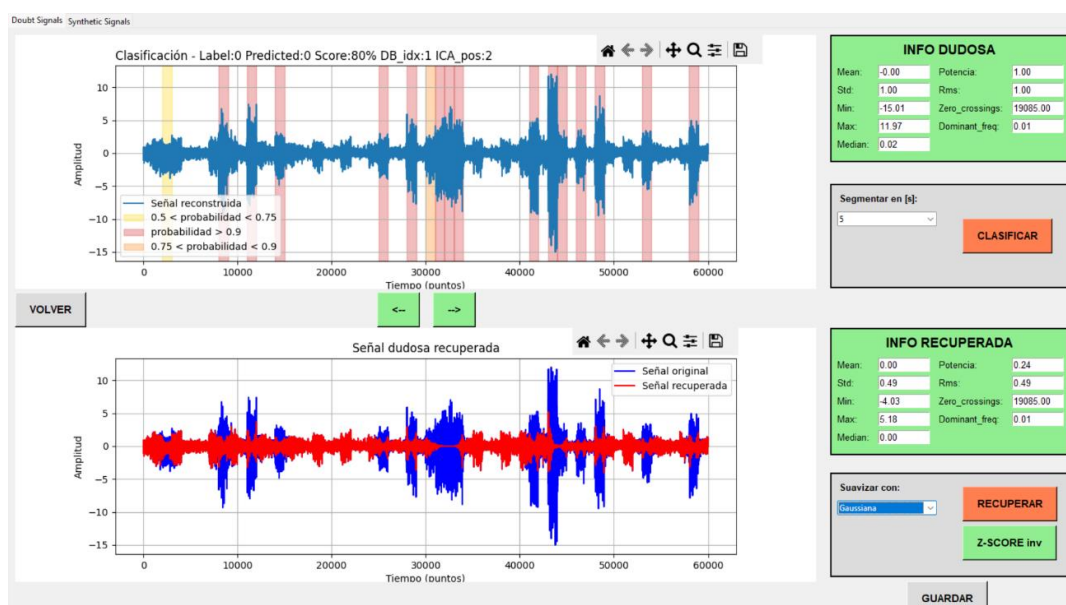 Doubt Signals Synthetic Signals
Clasificación - Label:0 Predicted:0 Score:80% DB_idx:1 ICA_pos:2
Amplitud
10
5
0
−5
−10
−15
Señal reconstruida
0.5 < probabilidad < 0.75
probabilidad > 0.9
0.75 < probabilidad < 0.9
0 10000 20000 30000 40000 50000 60000
Tiempo (puntos)
INFO DUDOSA
Mean: -0.00 Potencia: 1.00
Std: 1.00 Rms: 1.00
Min: -15.01 Zero_crossings: 19085.00
Max: 11.97 Dominant_freq: 0.01
Median: 0.02
Segmentar en [s]:
5
CLASIFICAR
VOLVER
<--
-->
Señal dudosa recuperada
Amplitud
10
5
0
−5
−10
−15
Señal original
Señal recuperada
0 10000 20000 30000 40000 50000 60000
Tiempo (puntos)
INFO RECUPERADA
Mean: 0.00 Potencia: 0.24
Std: 0.49 Rms: 0.49
Min: -4.03 Zero_crossings: 19085.00
Max: 5.18 Dominant_freq: 0.01
Median: 0.00
Suavizar con:
Gaussiana
RECUPERAR
Z-SCORE inv
GUARDAR